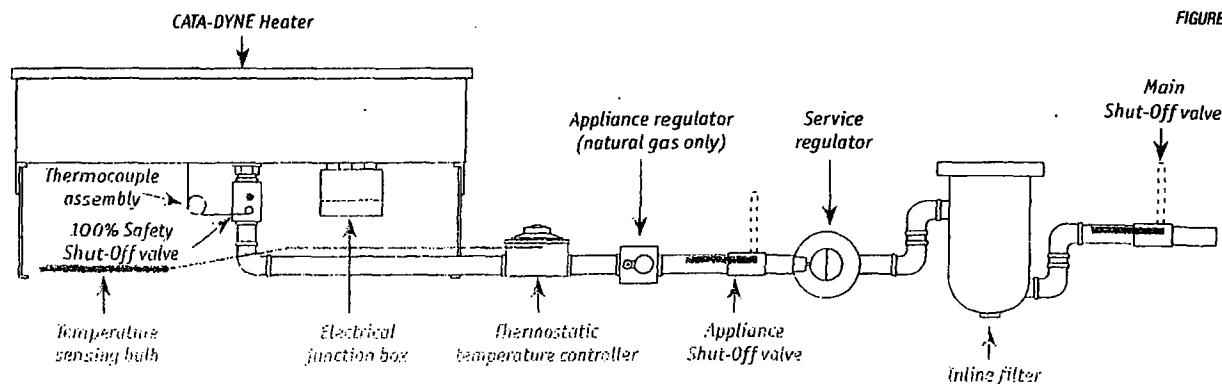 CATA-DYNE Heater
FIGURE
Main
Shut-Off valve
Appliance regulator
(natural gas only)
Service
regulator
Thermocouple
assembly
100% Safety
Shut-Off valve
Temperature
sensing bulb
Electrical
junction box
Thermostatic
temperature controller
Appliance
Shut-Off valve
Inline filter